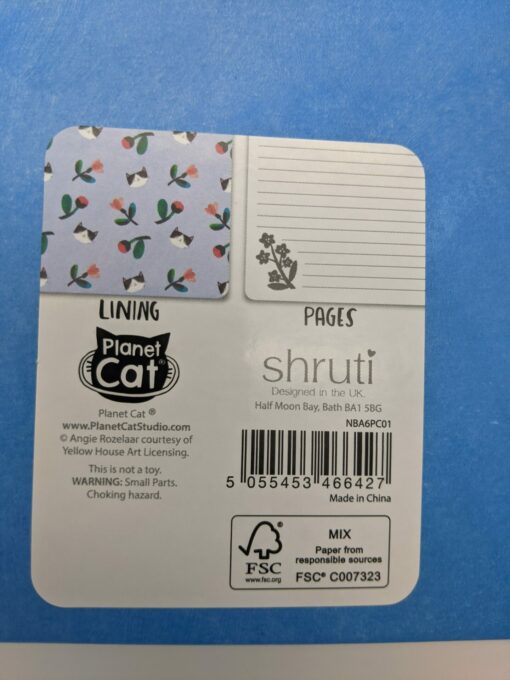 LINING
Planet
Cat®
Planet Cat ®
www.PlanetCatStudio.com
© Angie Rozelaar courtesy of
Yellow House Art Licensing.
This is not a toy.
WARNING: Small Parts.
Choking hazard.
PAGES
shruti
Designed in the UK.
Half Moon Bay, Bath BA1 5BG
NBA6PC01
5 055453 466427
Made in China
FSC
www.fsc.org
MIX
Paper from
responsible sources
FSC® C007323